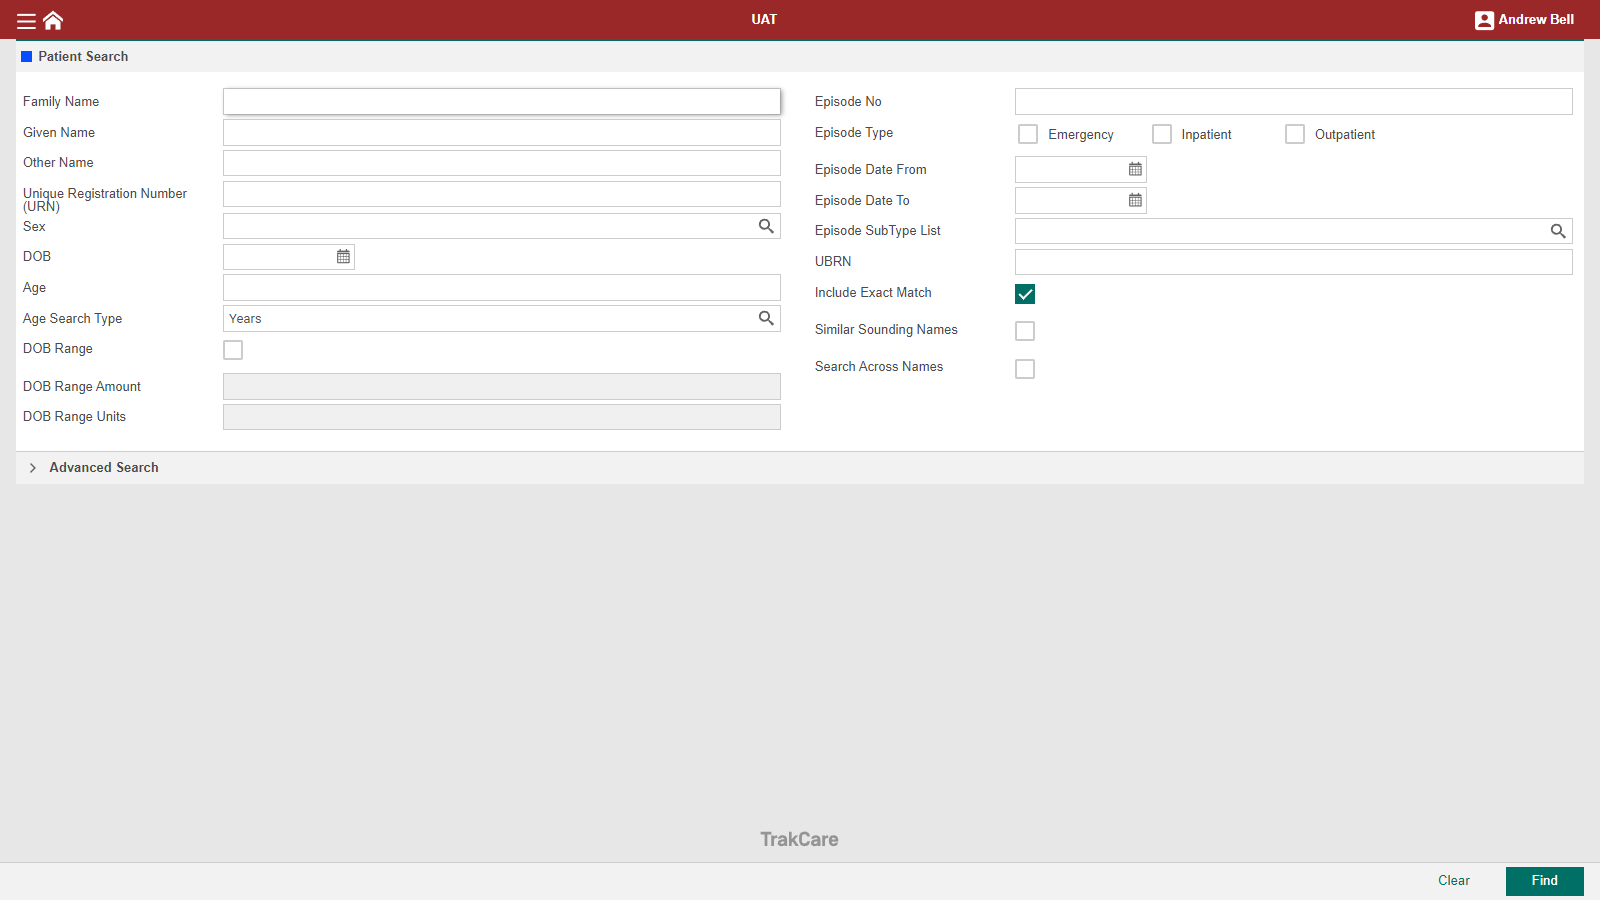 UAT
Andrew Bell
Patient Search
Family Name
Given Name
Other Name
Unique Registration Number
(URN)
Sex
DOB
Age
Age Search Type
Years
DOB Range
DOB Range Amount
DOB Range Units
Episode No
Episode Type
Emergency
Inpatient
Outpatient
Episode Date From
Episode Date To
Episode SubType List
UBRN
Include Exact Match
Similar Sounding Names
Search Across Names
Advanced Search
TrakCare
Clear
Find